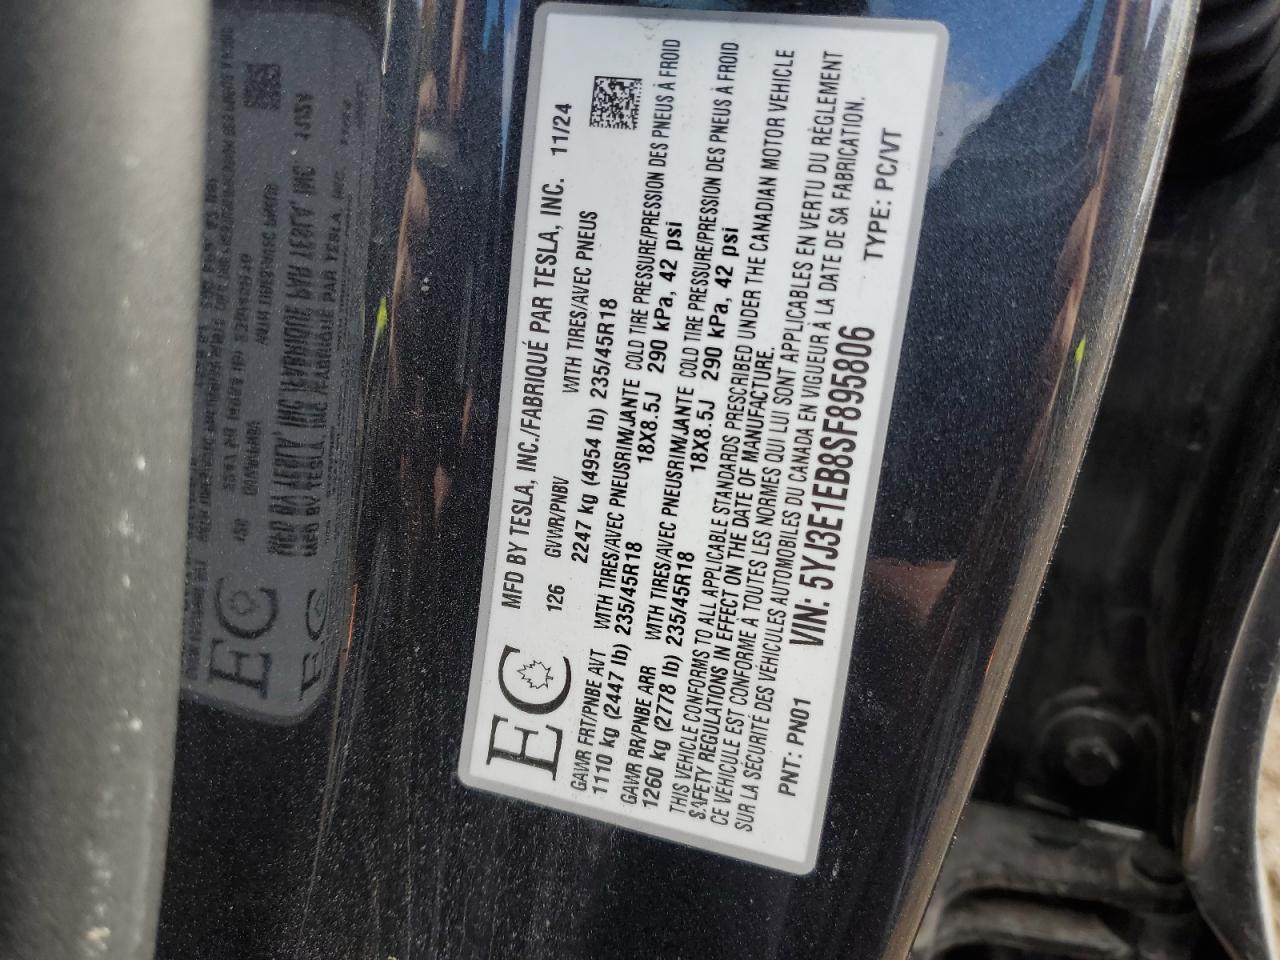 MFD BY TESLA, INC./FABRIQUÉ PAR TESLA, INC. 11/24
EC
126 GVWR/PNBV WITH TIRES/AVEC PNEUS
2247 kg (4954 lb) 235/45R18
GAWR FRT/PNBE AVT WITH TIRES/AVEC PNEUS RIM/JANTE COLD TIRE PRESSURE/PRESSION DES PNEUS À FROID
1110 kg (2447 lb) 235/45R18 18X8.5J 290 kPa, 42 psi
GAWR RR/PNBE ARR WITH TIRES/AVEC PNEUS RIM/JANTE COLD TIRE PRESSURE/PRESSION DES PNEUS À FROID
1260 kg (2778 lb) 235/45R18 18X8.5J 290 kPa, 42 psi
THIS VEHICLE CONFORMS TO ALL APPLICABLE STANDARDS PRESCRIBED UNDER THE CANADIAN MOTOR VEHICLE
SAFETY REGULATIONS IN EFFECT ON THE DATE OF MANUFACTURE.
CE VEHICULE EST CONFORME À TOUTES LES NORMES QUI LUI SONT APPLICABLES EN VERTU DU RÈGLEMENT
SUR LA SÉCURITÉ DES VÉHICULES AUTOMOBILES DU CANADA EN VIGUEUR À LA DATE DE SA FABRICATION.
PNT: PN01 VIN: 5YJ3E1EB8SF895806 TYPE: PC/VT